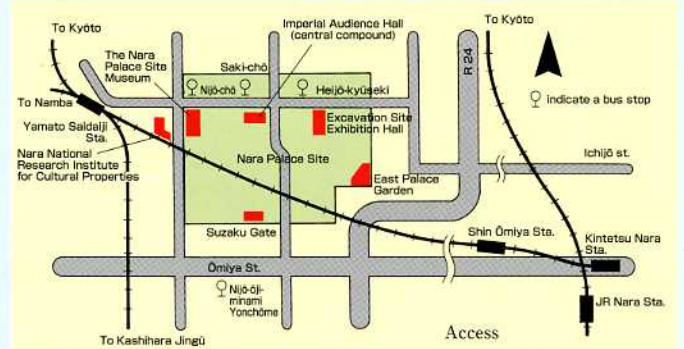 To Kyōto
Imperial Audience Hall
(central compound)
To Kyōto
The Nara
Palace Site
Museum
Saki-chō
R 24
Nijō-chō
Heijō-kyūseki
indicate a bus stop
To Namba
Yamato Saidaiji
Sta.
Excavation Site
Exhibition Hall
Nara National
Research Institute
for Cultural Properties
Nara Palace Site
Ichijō st.
East Palace
Garden
Suzaku Gate
Shin Ōmiya Sta.
Kintetsu Nara
Sta.
Ōmiya St.
Nijō-ōji-
minami
Yonchōme
JR Nara Sta.
To Kashihara Jingū
Access